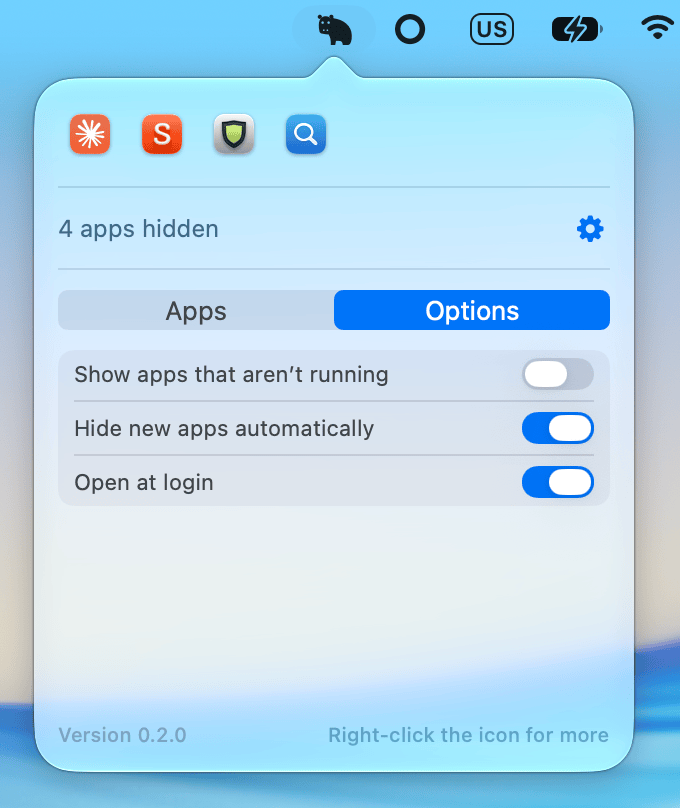 US
S
4 apps hidden
Apps
Options
Show apps that aren’t running
Hide new apps automatically
Open at login
Version 0.2.0
Right-click the icon for more